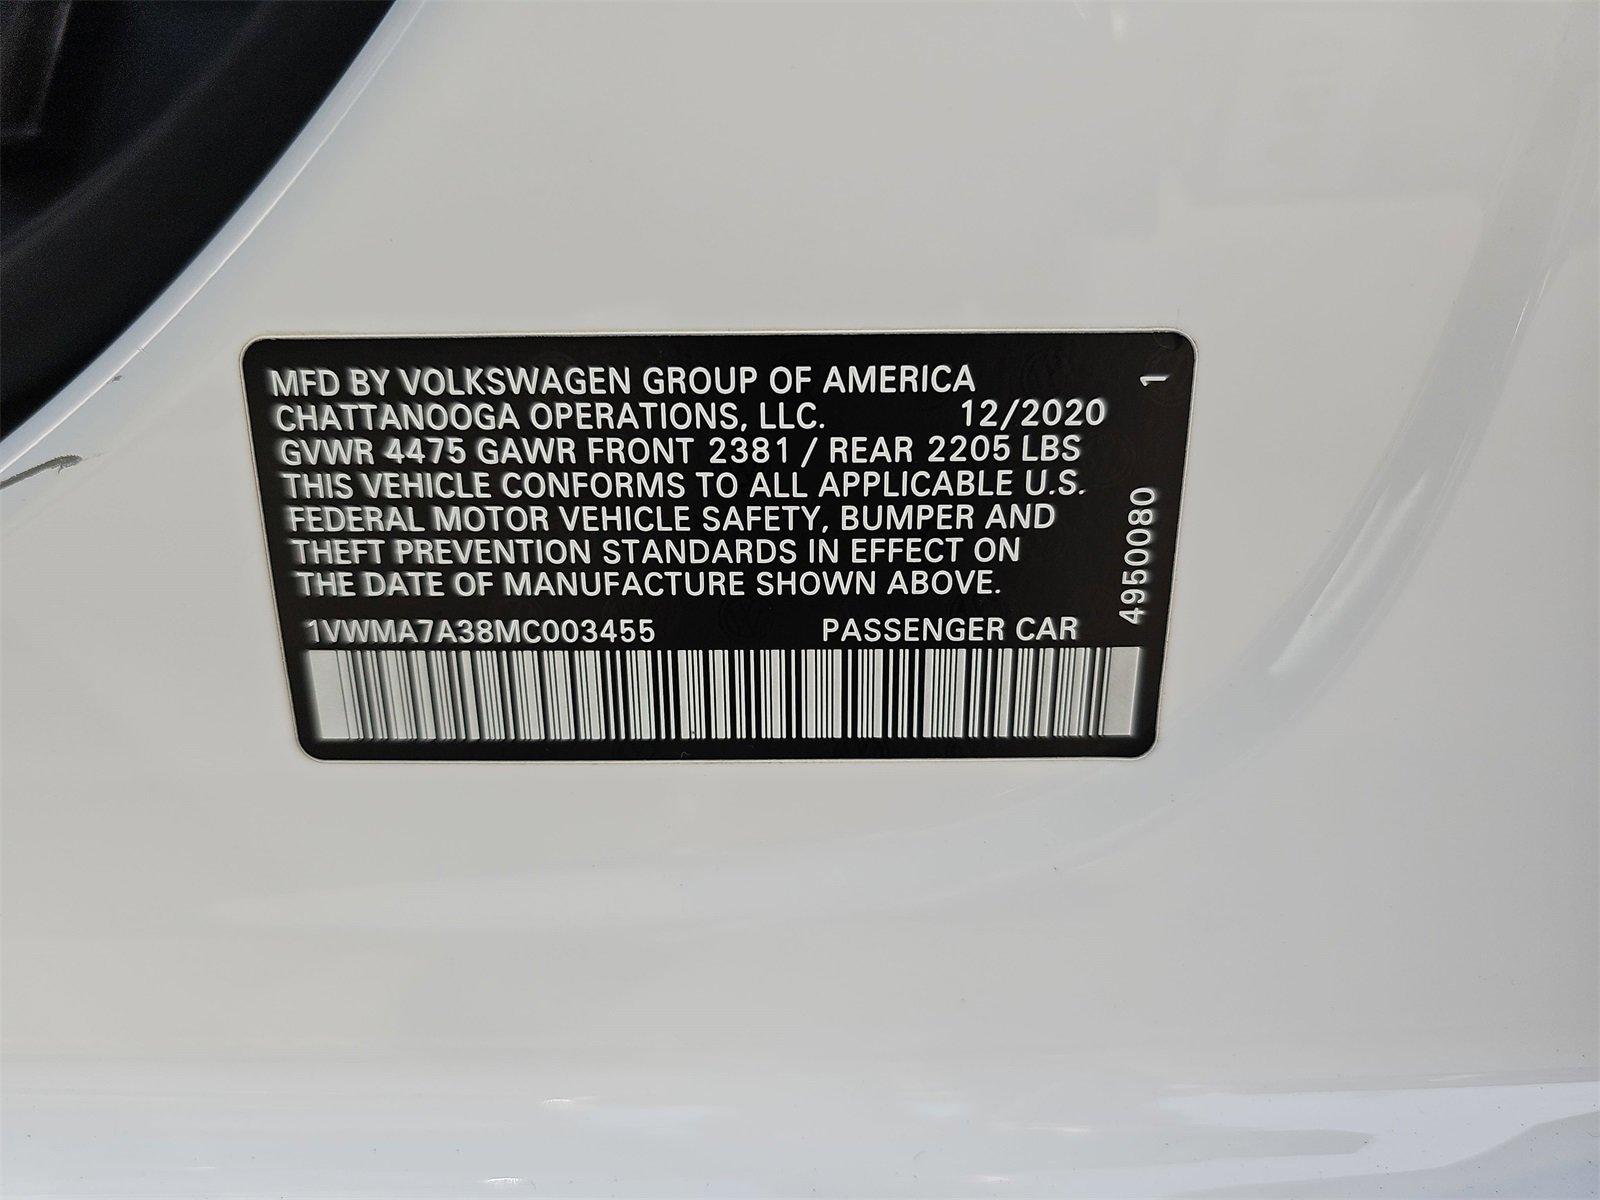 MFD BY VOLKSWAGEN GROUP OF AMERICA
CHATTANOOGA OPERATIONS, LLC. 12/2020
GVWR 4475 GAWR FRONT 2381 / REAR 2205 LBS
THIS VEHICLE CONFORMS TO ALL APPLICABLE U.S.
FEDERAL MOTOR VEHICLE SAFETY, BUMPER AND
THEFT PREVENTION STANDARDS IN EFFECT ON
THE DATE OF MANUFACTURE SHOWN ABOVE.
1VWMA7A38MC003455 PASSENGER CAR
4950080 1